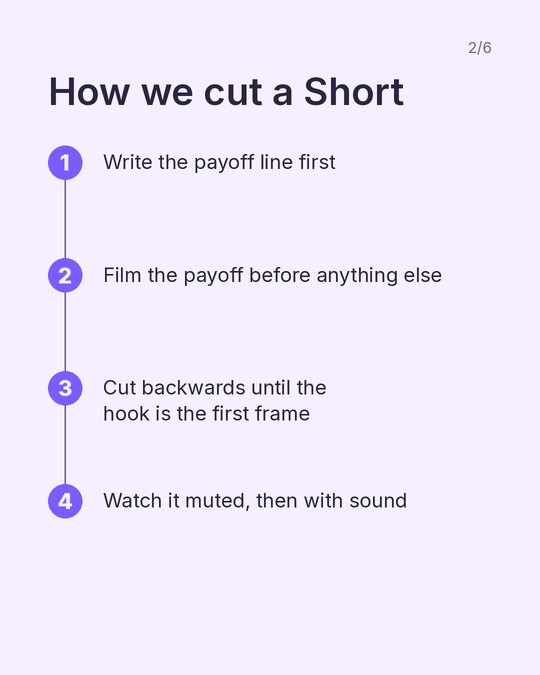 2/6
How we cut a Short
1 Write the payoff line first
2 Film the payoff before anything else
3 Cut backwards until the
hook is the first frame
4 Watch it muted, then with sound